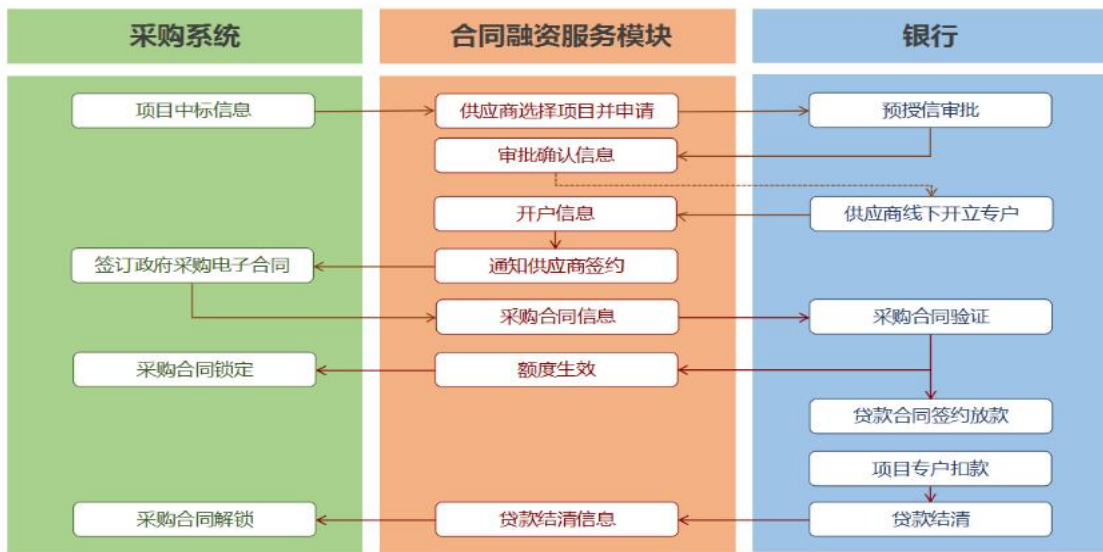 采购系统
合同融资服务模块
银行
项目中标信息
供应商选择项目并申请
预授信审批
审批确认信息
开户信息
供应商线下开立专户
签订政府采购电子合同
通知供应商签约
采购合同信息
采购合同验证
采购合同锁定
额度生效
贷款合同签约放款
项目专户扣款
采购合同解锁
贷款结清信息
贷款结清